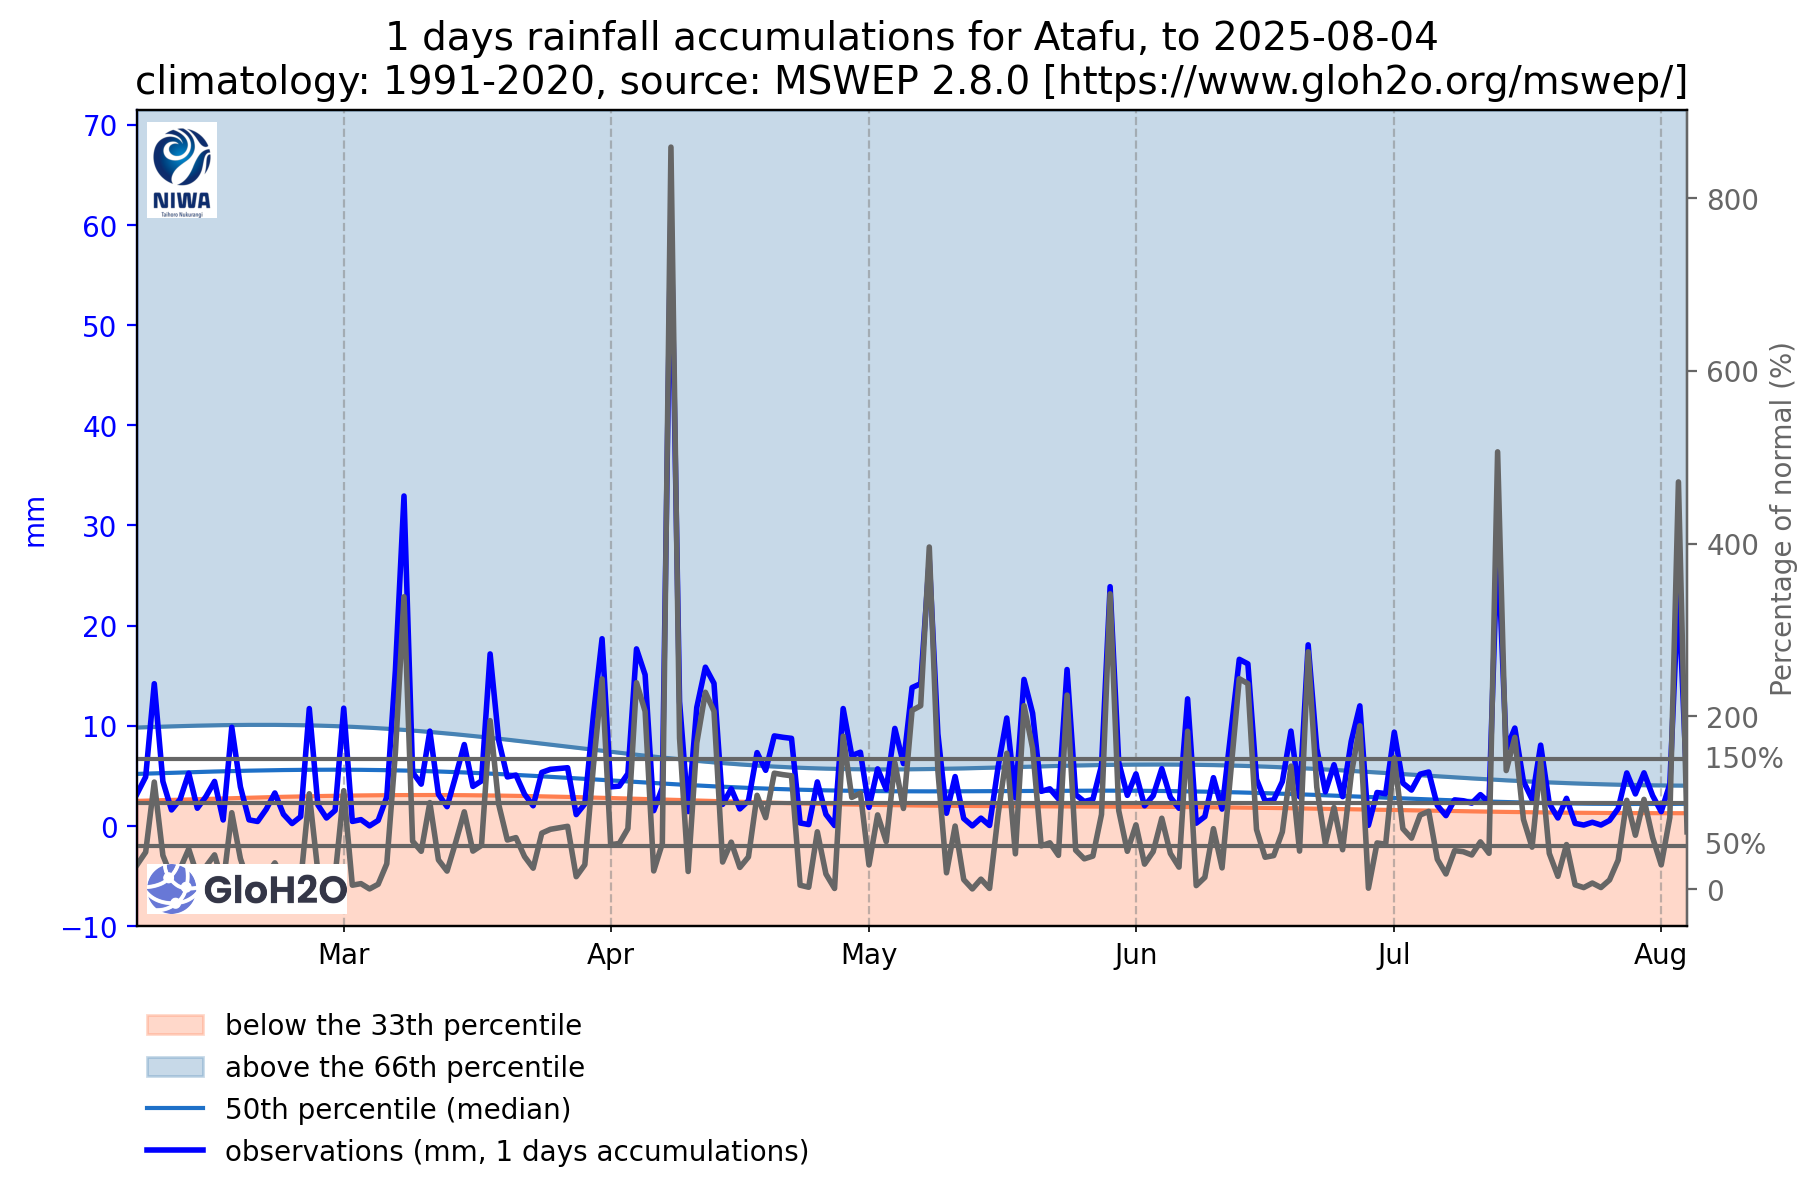 1 days rainfall accumulations for Atafu, to 2025-08-04
climatology: 1991-2020, source: MSWEP 2.8.0 [https://www.gloh2o.org/mswep/]
70
60
50
40
30
20
10
0
−10
mm
NIWA
Taihoro Nukurangi
GloH2O
800
600
400
200
150%
50%
0
Percentage of normal (%)
Mar
Apr
May
Jun
Jul
Aug
below the 33th percentile
above the 66th percentile
50th percentile (median)
observations (mm, 1 days accumulations)